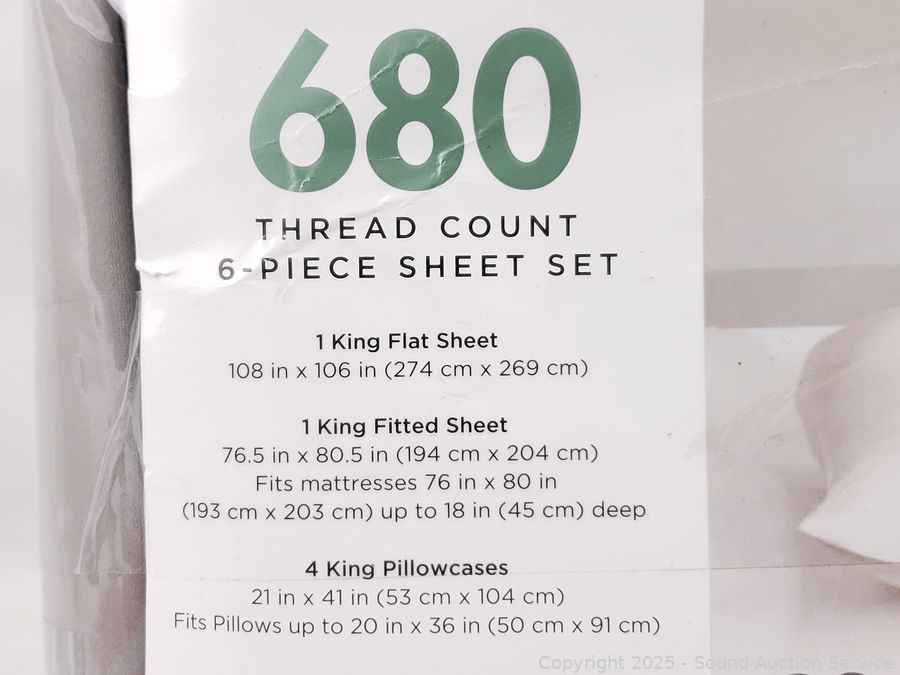 680
THREAD COUNT
6-PIECE SHEET SET
1 King Flat Sheet
108 in x 106 in (274 cm x 269 cm)
1 King Fitted Sheet
76.5 in x 80.5 in (194 cm x 204 cm)
Fits mattresses 76 in x 80 in
(193 cm x 203 cm) up to 18 in (45 cm) deep
4 King Pillowcases
21 in x 41 in (53 cm x 104 cm)
Fits Pillows up to 20 in x 36 in (50 cm x 91 cm)
Copyright 2025 - Sound Auction Service